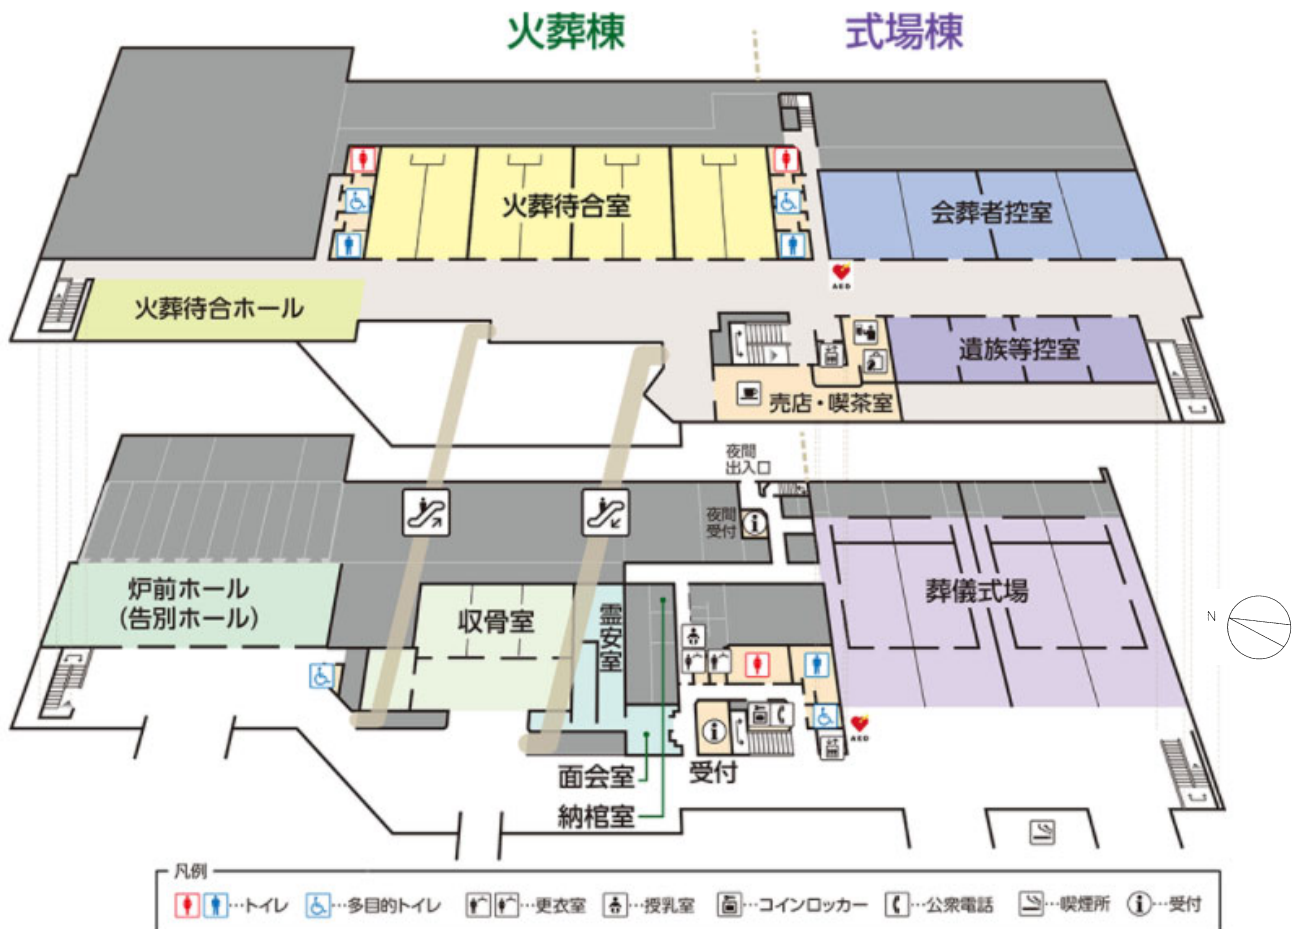 火葬棟
式場棟
火葬待合室
会葬者控室
AED
火葬待合ホール
遺族等控室
売店・喫茶室
夜間
出入口
夜間
受付
炉前ホール
(告別ホール)
収骨室
霊安室
葬儀式場
N
AED
面会室
受付
納棺室
凡例
…トイレ
…多目的トイレ
…更衣室
…授乳室
…コインロッカー
…公衆電話
…喫煙所
…受付